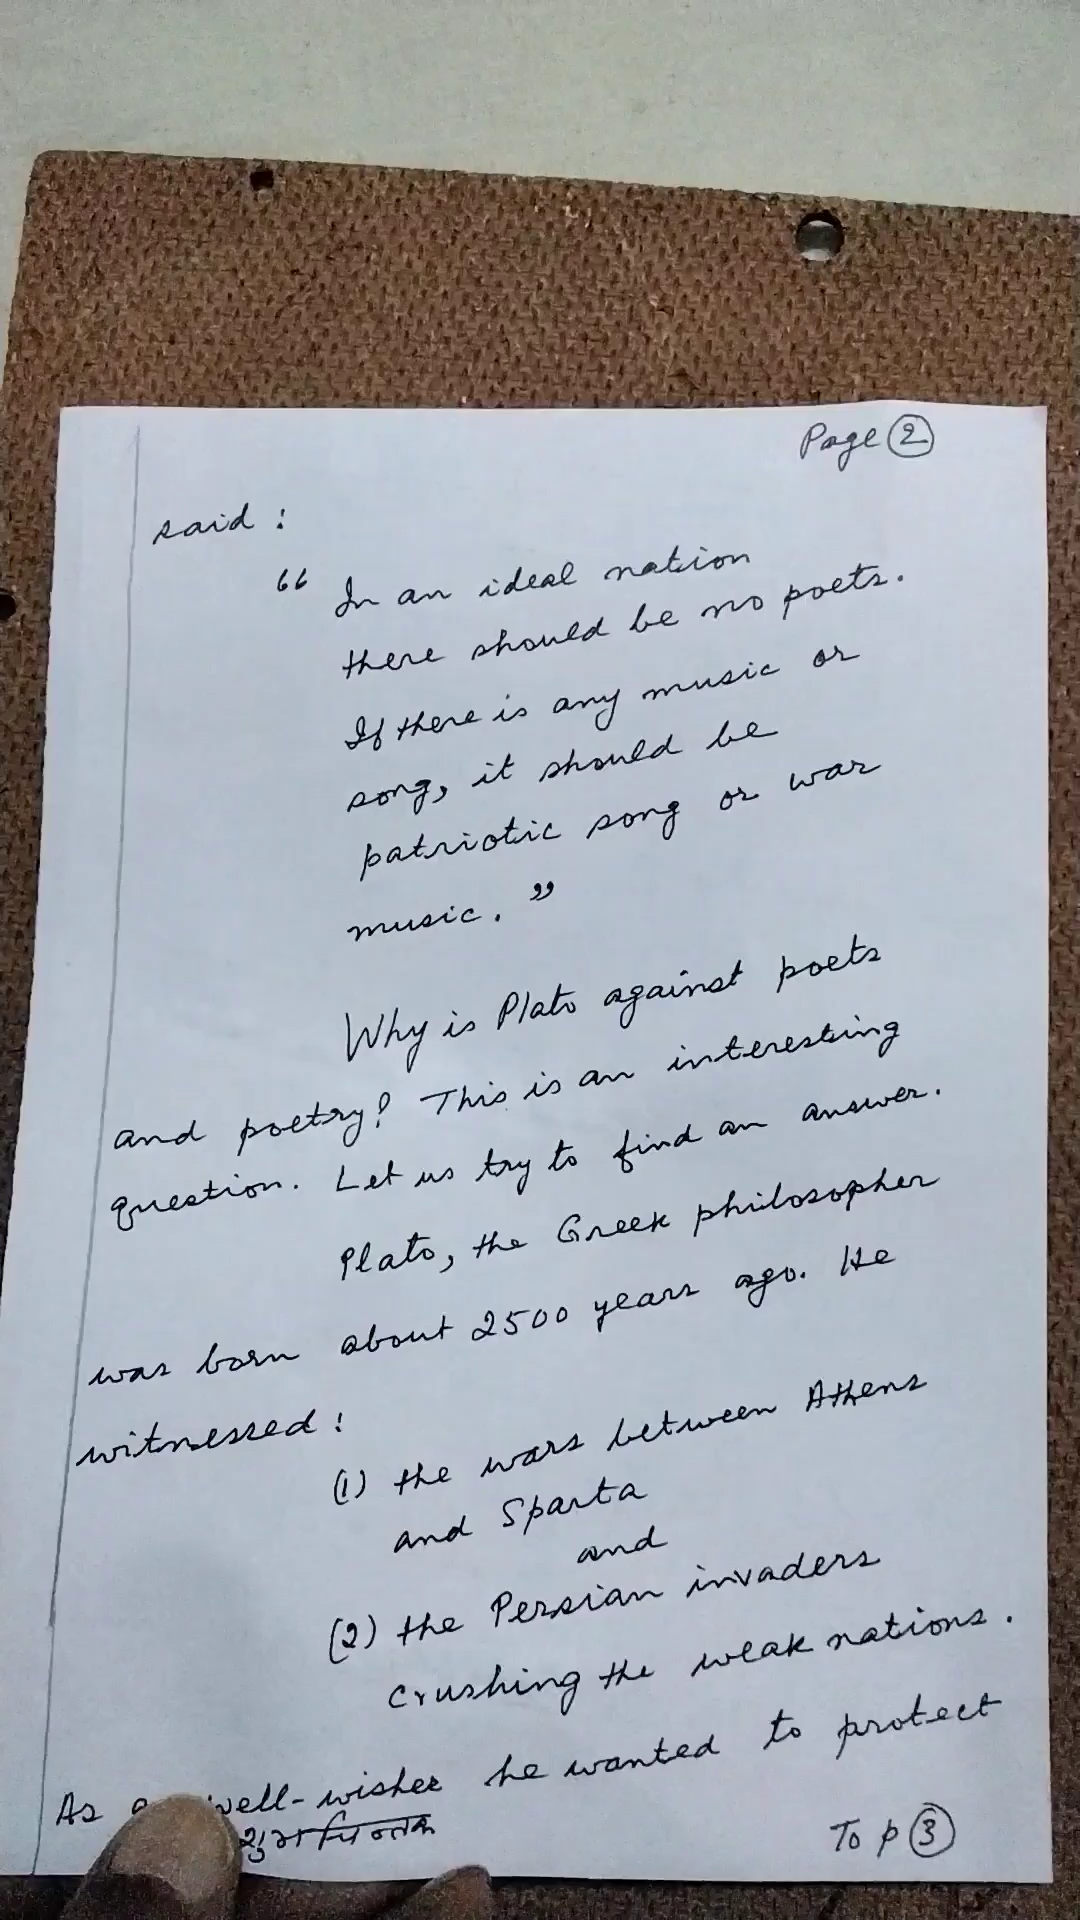 Page 2
said :
“ In an ideal nation
there should be no poets.
If there is any music or
song, it should be
patriotic song or war
music. ”
Why is Plato against poets
and poetry? This is an interesting
question. Let us try to find an answer.
Plato, the Greek philosopher
was born about 2500 years ago. He
witnessed :
(1) the wars between Athens
and Sparta
and
(2) the Persian invaders
crushing the weak nations.
As a well-wisher he wanted to protect
शुभचिन्तक
To p 3